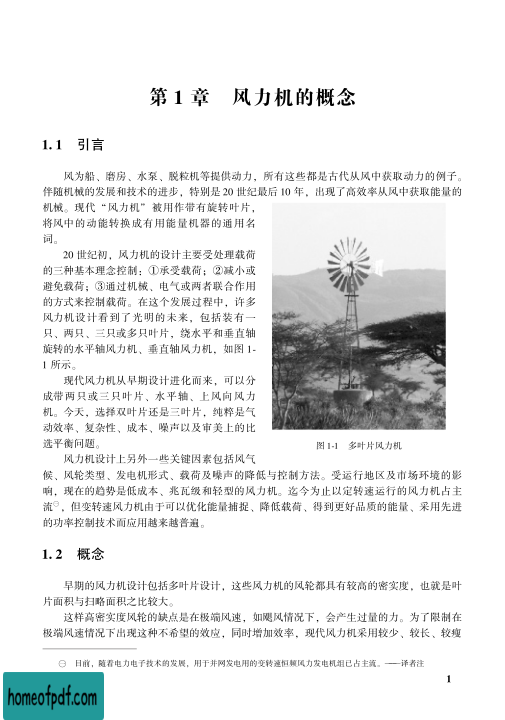 第 1 章　风力机的概念
1. 1　引言
风为船、磨房、水泵、脱粒机等提供动力，所有这些都是古代从风中获取动力的例子。
伴随机械的发展和技术的进步，特别是 20 世纪最后 10 年，出现了高效率从风中获取能量的
机械。现代“风力机”被用作带有旋转叶片，
将风中的动能转换成有用能量机器的通用名
词。
20 世纪初，风力机的设计主要受处理载荷
的三种基本理念控制：①承受载荷；②减小或
避免载荷；③通过机械、电气或两者联合作用
的方式来控制载荷。在这个发展过程中，许多
风力机设计看到了光明的未来，包括装有一
只、两只、三只或多只叶片，绕水平和垂直轴
旋转的水平轴风力机、垂直轴风力机，如图 1-
1 所示。
现代风力机从早期设计进化而来，可以分
成带两只或三只叶片、水平轴、上风向风力
机。今天，选择双叶片还是三叶片，纯粹是气
动效率、复杂性、成本、噪声以及审美上的比
选平衡问题。
图 1-1　多叶片风力机
风力机设计上另外一些关键因素包括风气
候、风轮类型、发电机形式、载荷及噪声的降低与控制方法。受运行地区及市场环境的影
响，现在的趋势是低成本、兆瓦级和轻型的风力机。迄今为止以定转速运行的风力机占主
流㊀，但变转速风力机由于可以优化能量捕捉、降低载荷、得到更好品质的能量、采用先进
的功率控制技术而应用越来越普遍。
1. 2　概念
早期的风力机设计包括多叶片设计，这些风力机的风轮都具有较高的密实度，也就是叶
片面积与扫略面积之比较大。
这样高密实度风轮的缺点是在极端风速，如飓风情况下，会产生过量的力。为了限制在
极端风速情况下出现这种不希望的效应，同时增加效率，现代风力机采用较少、较长、较瘦
㊀　目前，随着电力电子技术的发展，用于并网发电用的变转速恒频风力发电机组已占主流。——译者注
1
homeofpdf.com